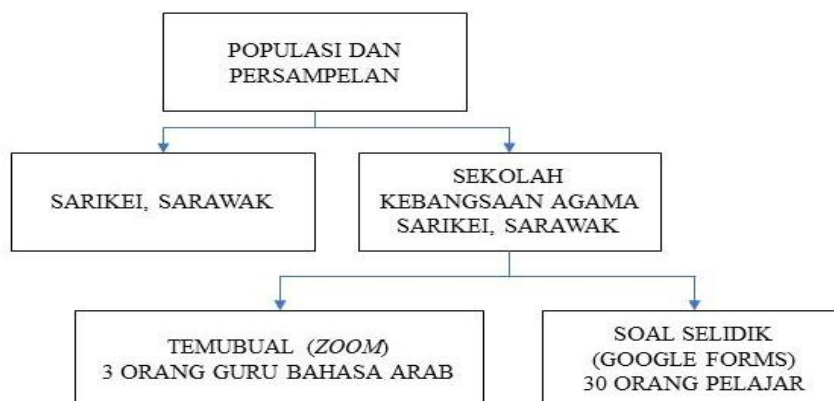 POPULASI DAN
PERSAMPELAN
SARIKEI, SARAWAK
SEKOLAH
KEBANGSAAN AGAMA
SARIKEI, SARAWAK
TEMUBUAL (ZOOM)
3 ORANG GURU BAHASA ARAB
SOAL SELIDIK
(GOOGLE FORMS)
30 ORANG PELAJAR